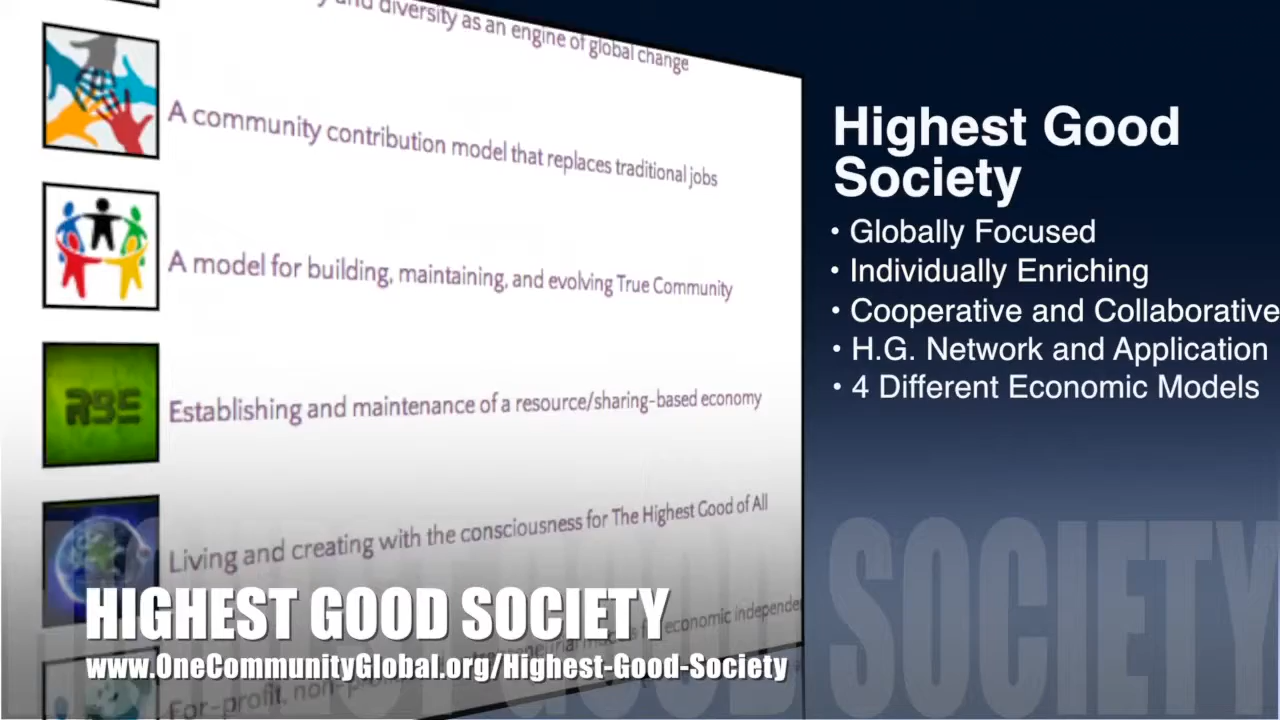 and diversity as an engine of global change
A community contribution model that replaces traditional jobs
A model for building, maintaining, and evolving True Community
RBE
Establishing and maintenance of a resource/sharing-based economy
Living and creating with the consciousness for The Highest Good of All
economic
For-profit,
Highest Good
Society
• Globally Focused
• Individually Enriching
• Cooperative and Collaborative
• H.G. Network and Application
• 4 Different Economic Models
HIGHEST GOOD SOCIETY
HIGHEST GOOD SOCIETY
www.OneCommunityGlobal.org/Highest-Good-Society